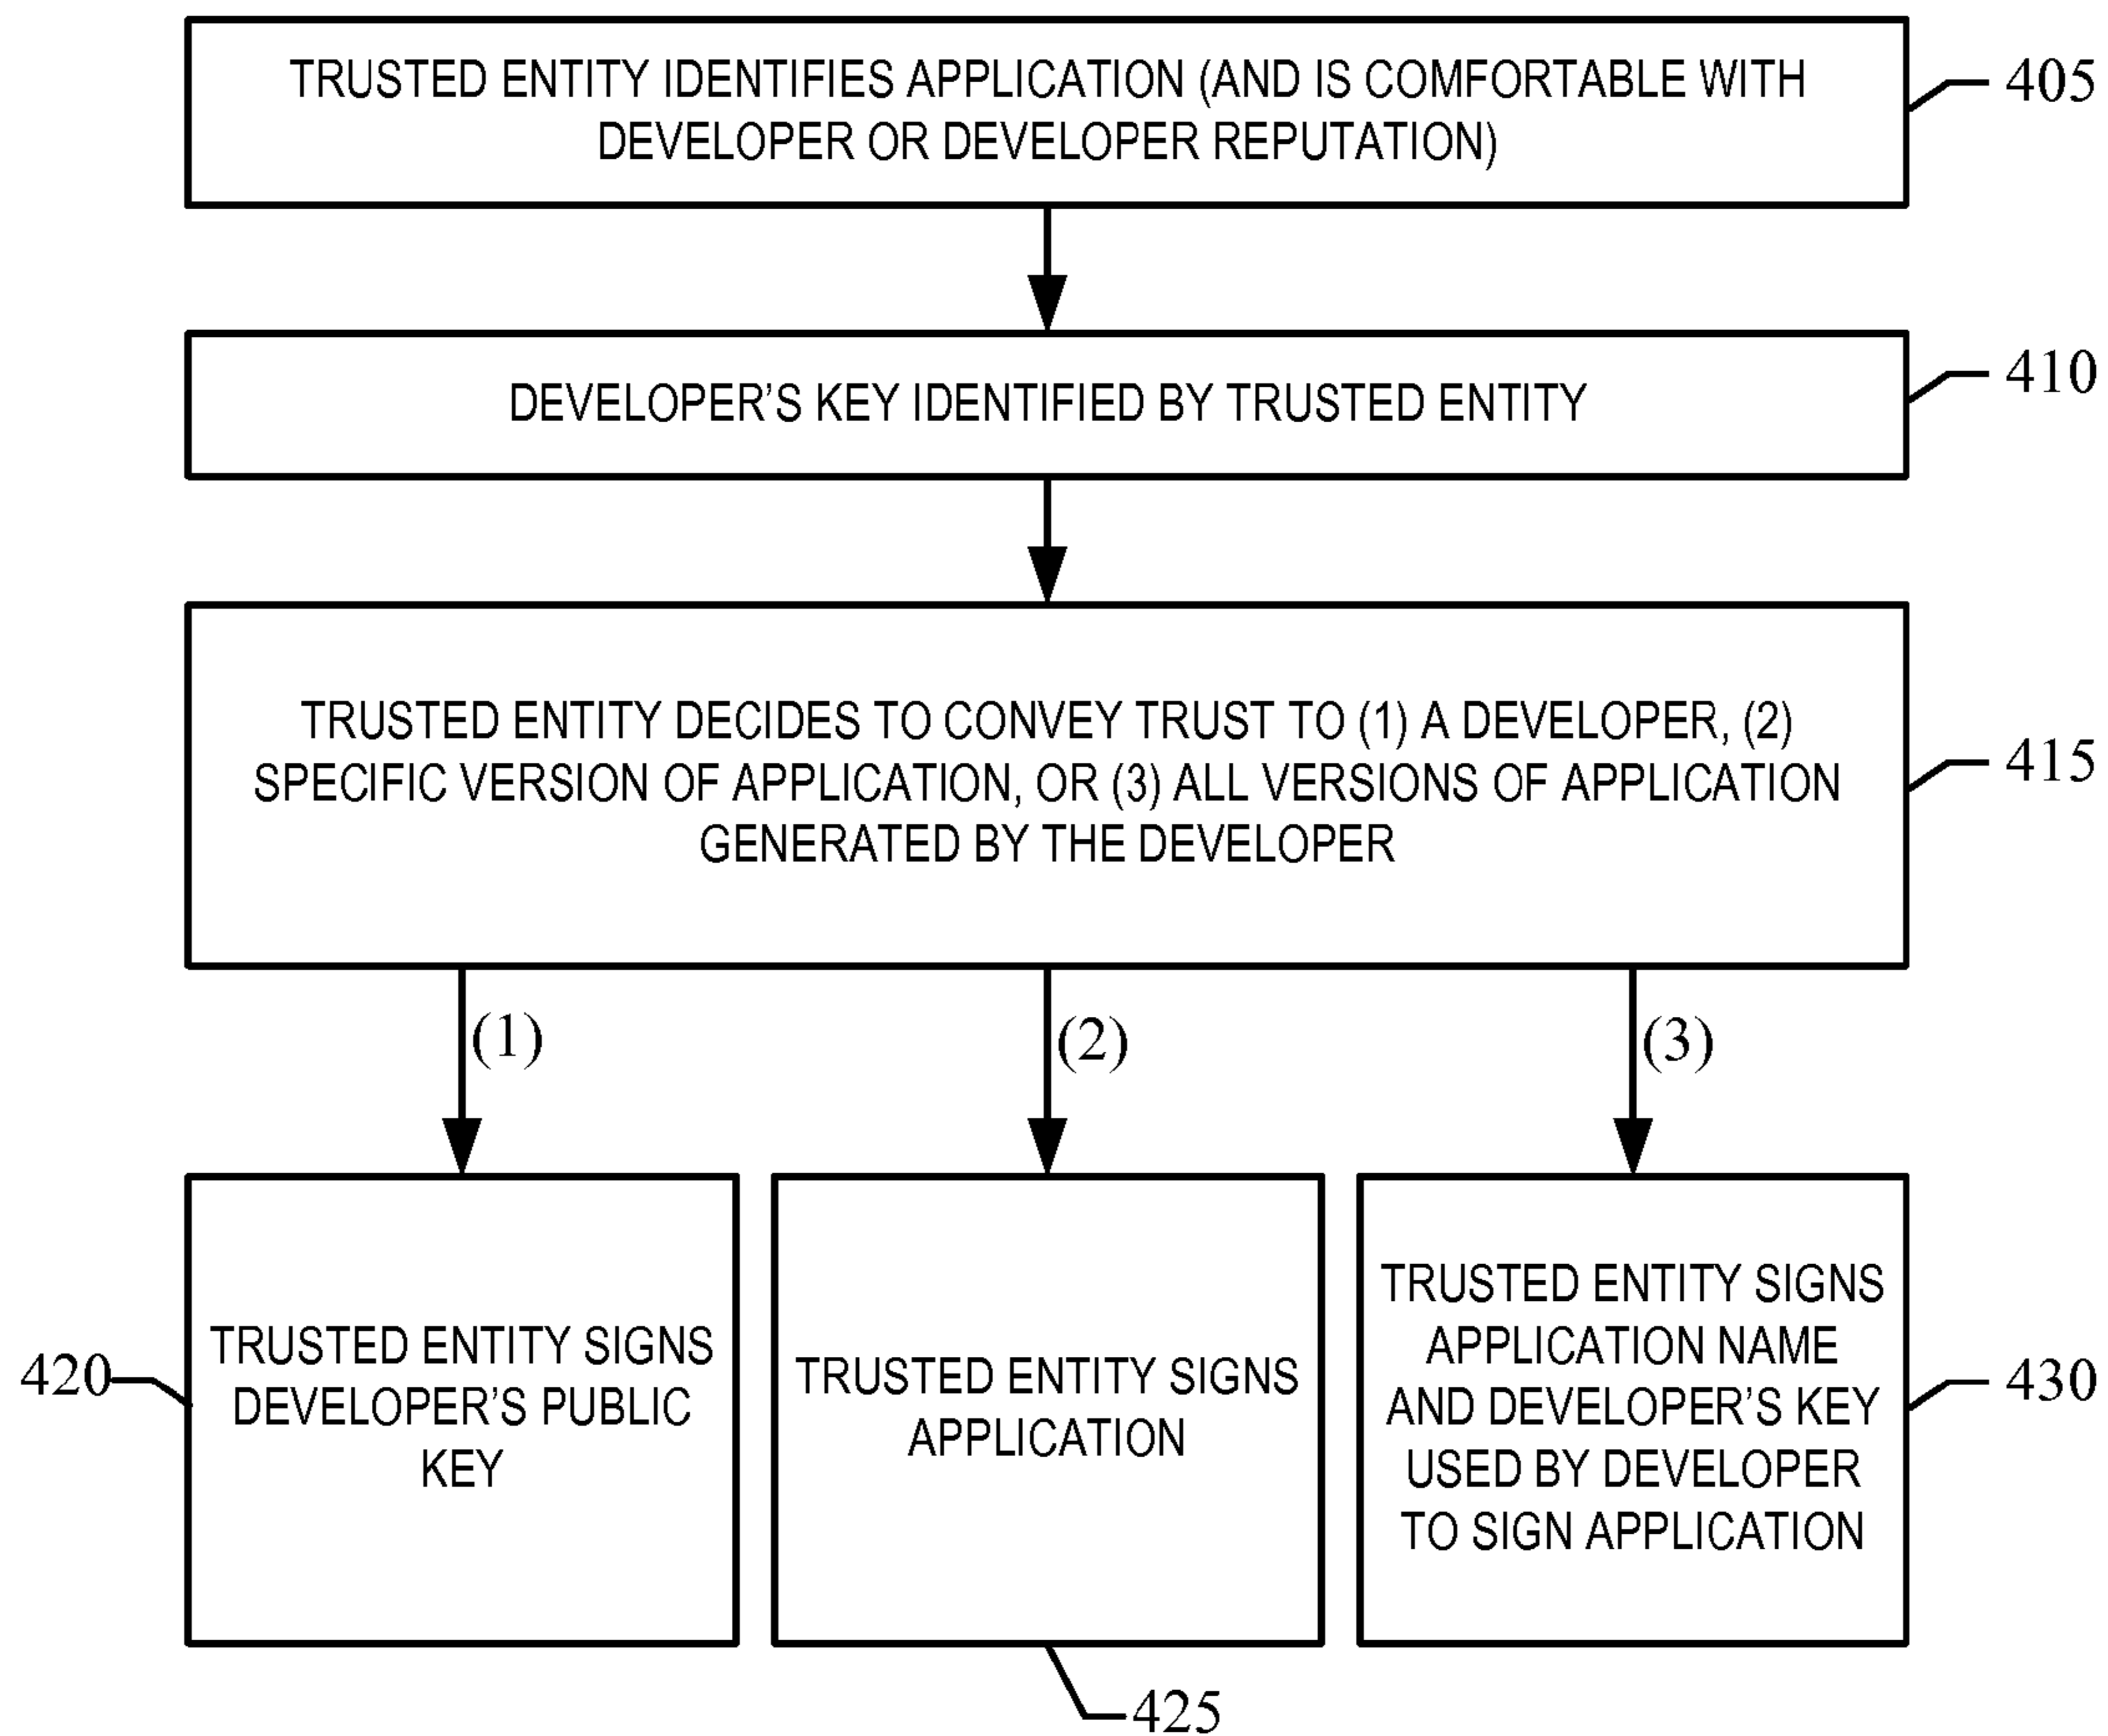 TRUSTED ENTITY IDENTIFIES APPLICATION (AND IS COMFORTABLE WITH
DEVELOPER OR DEVELOPER REPUTATION)
405
DEVELOPER'S KEY IDENTIFIED BY TRUSTED ENTITY
410
TRUSTED ENTITY DECIDES TO CONVEY TRUST TO (1) A DEVELOPER, (2)
SPECIFIC VERSION OF APPLICATION, OR (3) ALL VERSIONS OF APPLICATION
GENERATED BY THE DEVELOPER
415
(1)
(2)
(3)
420
TRUSTED ENTITY SIGNS
DEVELOPER'S PUBLIC
KEY
TRUSTED ENTITY SIGNS
APPLICATION
425
TRUSTED ENTITY SIGNS
APPLICATION NAME
AND DEVELOPER'S KEY
USED BY DEVELOPER
TO SIGN APPLICATION
430